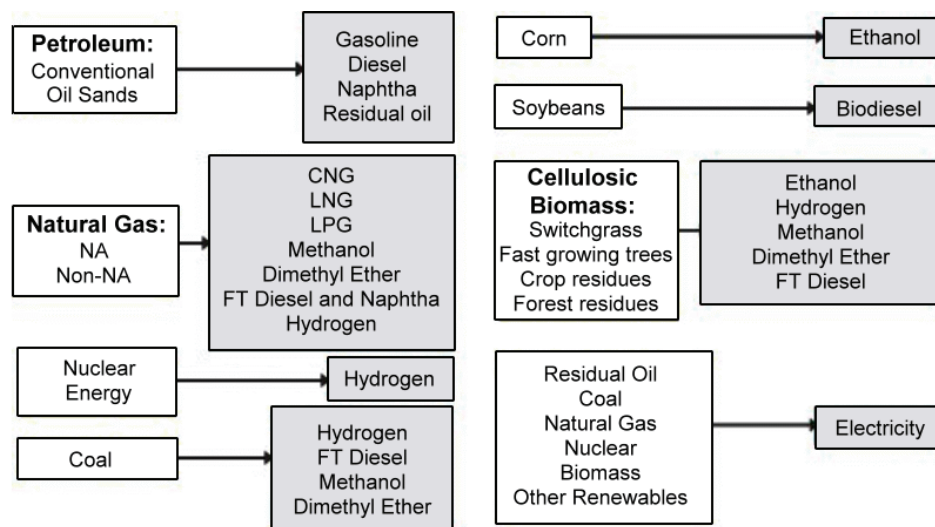 Petroleum:
Conventional
Oil Sands
Gasoline
Diesel
Naphtha
Residual oil
Natural Gas:
NA
Non-NA
CNG
LNG
LPG
Methanol
Dimethyl Ether
FT Diesel and Naphtha
Hydrogen
Nuclear
Energy
Hydrogen
Coal
Hydrogen
FT Diesel
Methanol
Dimethyl Ether
Corn
Ethanol
Soybeans
Biodiesel
Cellulosic
Biomass:
Switchgrass
Fast growing trees
Crop residues
Forest residues
Ethanol
Hydrogen
Methanol
Dimethyl Ether
FT Diesel
Residual Oil
Coal
Natural Gas
Nuclear
Biomass
Other Renewables
Electricity